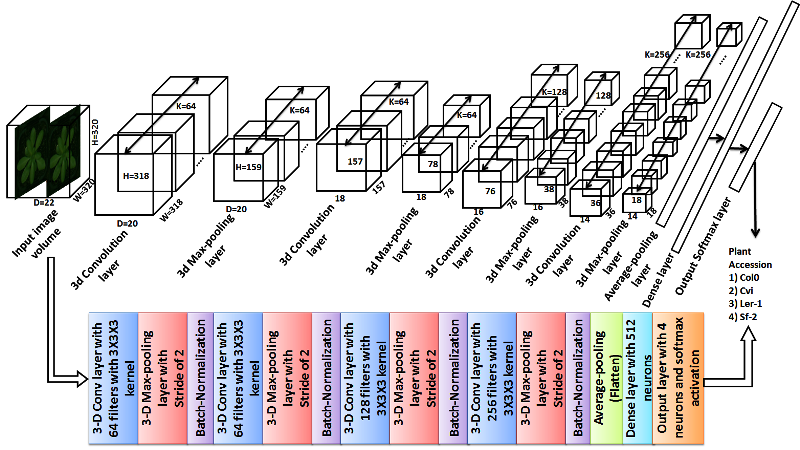 K=64
K=64
K=64
K=64
K=128
128
K=256
K=256
H=320
W=320
D=22
H=318
W=318
D=20
H=159
W=159
D=20
157
157
18
78
78
18
76
76
16
38
38
16
36
36
14
18
18
14
Input image
volume
3d Convolution
layer
3d Max-pooling
layer
3d Convolution
layer
3d Max-pooling
layer
3d Convolution
layer
3d Max-pooling
layer
3d Convolution
layer
3d Max-pooling
layer
Average-pooling
layer
Dense layer
Output Softmax layer
Plant
Accession
1) Col0
2) Cvi
3) Ler-1
4) Sf-2
3-D Conv layer with
64 filters with 3X3X3
kernel
3-D Max-pooling
layer with
Stride of 2
Batch-Normalization
3-D Conv layer with
64 filters with 3X3X3
kernel
3-D Max-pooling
layer with
Stride of 2
Batch-Normalization
3-D Conv layer with
128 filters with
3X3X3 kernel
3-D Max-pooling
layer with
Stride of 2
Batch-Normalization
3-D Conv layer with
256 filters with
3X3X3 kernel
3-D Max-pooling
layer with
Stride of 2
Batch-Normalization
Average-pooling
(Flatten)
Dense layer with 512
neurons
Output layer with 4
neurons and softmax
activation